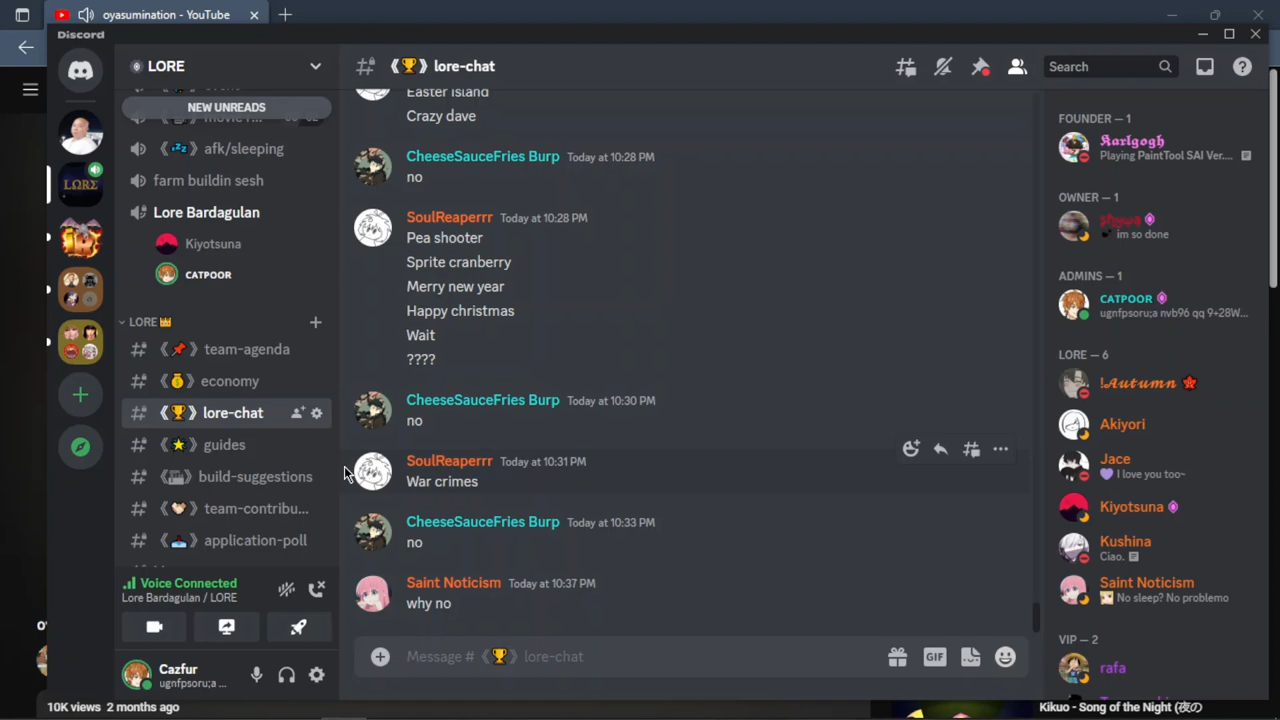 oyasumination - YouTube
Discord
LORE
NEW UNREADS
afk/sleeping
farm buildin sesh
Lore Bardagulan
Kiyotsuna
CATPOOR
LORE
team-agenda
economy
lore-chat
guides
build-suggestions
team-contribu...
application-poll
Voice Connected
Lore Bardagulan / LORE
Cazfur
ugnfpsoru;a ...
《🏆》 lore-chat
Search
Easter island
Crazy dave
CheeseSauceFries Burp Today at 10:28 PM
no
SoulReaperrr Today at 10:28 PM
Pea shooter
Sprite cranberry
Merry new year
Happy christmas
Wait
????
CheeseSauceFries Burp Today at 10:30 PM
no
SoulReaperrr Today at 10:31 PM
War crimes
CheeseSauceFries Burp Today at 10:33 PM
no
Saint Noticism Today at 10:37 PM
why no
Message # 《🏆》 lore-chat
GIF
FOUNDER — 1
Karlgogh
Playing PaintTool SAI Ver....
OWNER — 1
im so done
ADMINS — 1
CATPOOR
ugnfpsoru;a nvb96 qq 9+28W...
LORE — 6
!Autumn
Akiyori
Jace
I love you too~
Kiyotsuna
Kushina
Ciao.
Saint Noticism
No sleep? No problemo
VIP — 2
rafa
10K views 2 months ago
Kikuo - Song of the Night (夜の